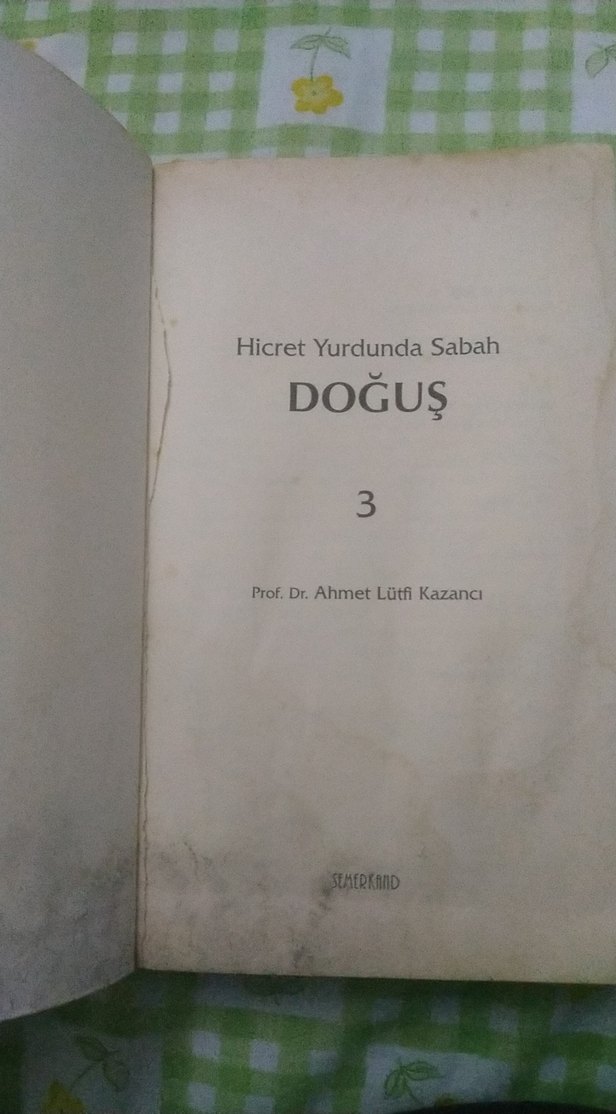 Hicret Yurdunda Sabah
DOĞUŞ
3
Prof. Dr. Ahmet Lütfi Kazancı
SEMERKAND